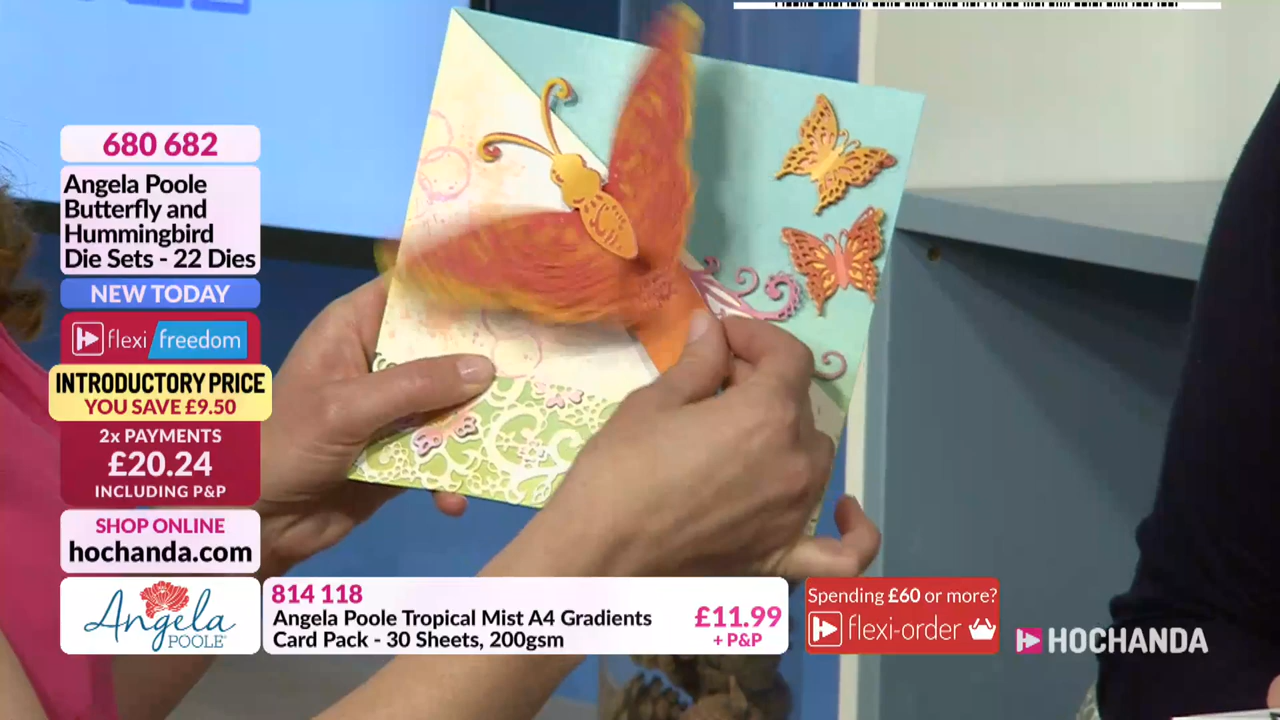 680 682
Angela Poole
Butterfly and
Hummingbird
Die Sets - 22 Dies
NEW TODAY
flexi freedom
INTRODUCTORY PRICE
YOU SAVE £9.50
2x PAYMENTS
£20.24
INCLUDING P&P
SHOP ONLINE
hochanda.com
Angela
POOLE
814 118
Angela Poole Tropical Mist A4 Gradients
Card Pack - 30 Sheets, 200gsm
£11.99
+ P&P
Spending £60 or more?
flexi-order
HOCHANDA